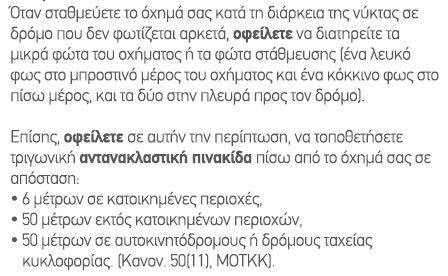 Όταν σταθμεύετε το όχημά σας κατά τη διάρκεια της νύκτας σε
δρόμο που δεν φωτίζεται αρκετά, οφείλετε να διατηρείτε τα
μικρά φώτα του οχήματος ή τα φώτα στάθμευσης (ένα λευκό
φως στο μπροστινό μέρος του οχήματος και ένα κόκκινο φως στο
πίσω μέρος, και τα δύο στην πλευρά προς τον δρόμο).
Επίσης, οφείλετε σε αυτήν την περίπτωση, να τοποθετήσετε
τριγωνική αντανακλαστική πινακίδα πίσω από το όχημά σας σε
απόσταση:
• 6 μέτρων σε κατοικημένες περιοχές,
• 50 μέτρων εκτός κατοικημένων περιοχών,
• 50 μέτρων σε αυτοκινητόδρομους ή δρόμους ταχείας
κυκλοφορίας. (Κανον. 50(11), ΜΟΤΚΚ).